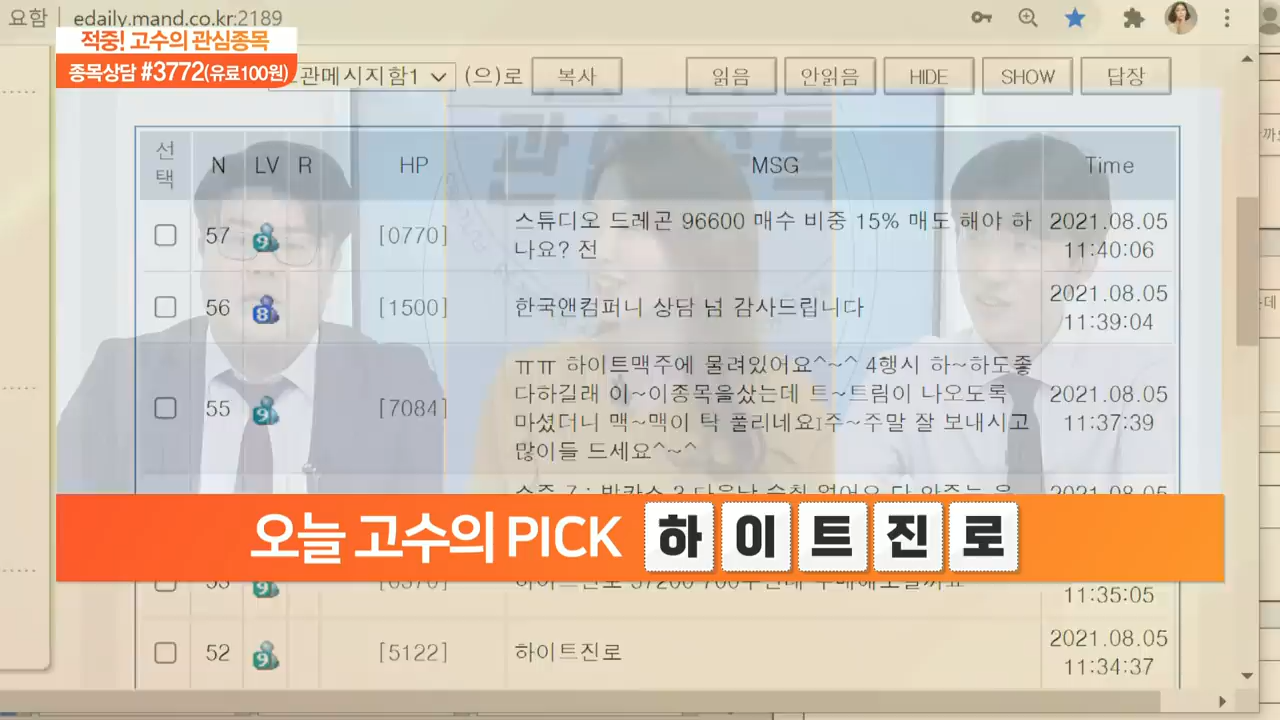 요함
edaily.mand.co.kr:2189
적중! 고수의 관심종목
종목상담 #3772(유료100원)
관메시지함1 (으)로 복사 읽음 안읽음 HIDE SHOW 답장
관심종목
선택 N LV R HP MSG Time
57 9 [0770] 스튜디오 드레곤 96600 매수 비중 15% 매도 해야 하
나요? 전
2021.08.05
11:40:06
56 8 [1500] 한국앤컴퍼니 상담 넘 감사드립니다
2021.08.05
11:39:04
55 9 [7084] ㅠㅠ 하이트맥주에 물려있어요^~^ 4행시 하~하도좋
다하길래 이~이종목을샀는데 트~트림이 나오도록
마셨더니 맥~맥이 탁 풀리네요주~주말 잘 보내시고
많이들 드세요^~^
2021.08.05
11:37:39
오늘 고수의 PICK 하이트진로
9
11:35:05
52 9 [5122] 하이트진로
2021.08.05
11:34:37